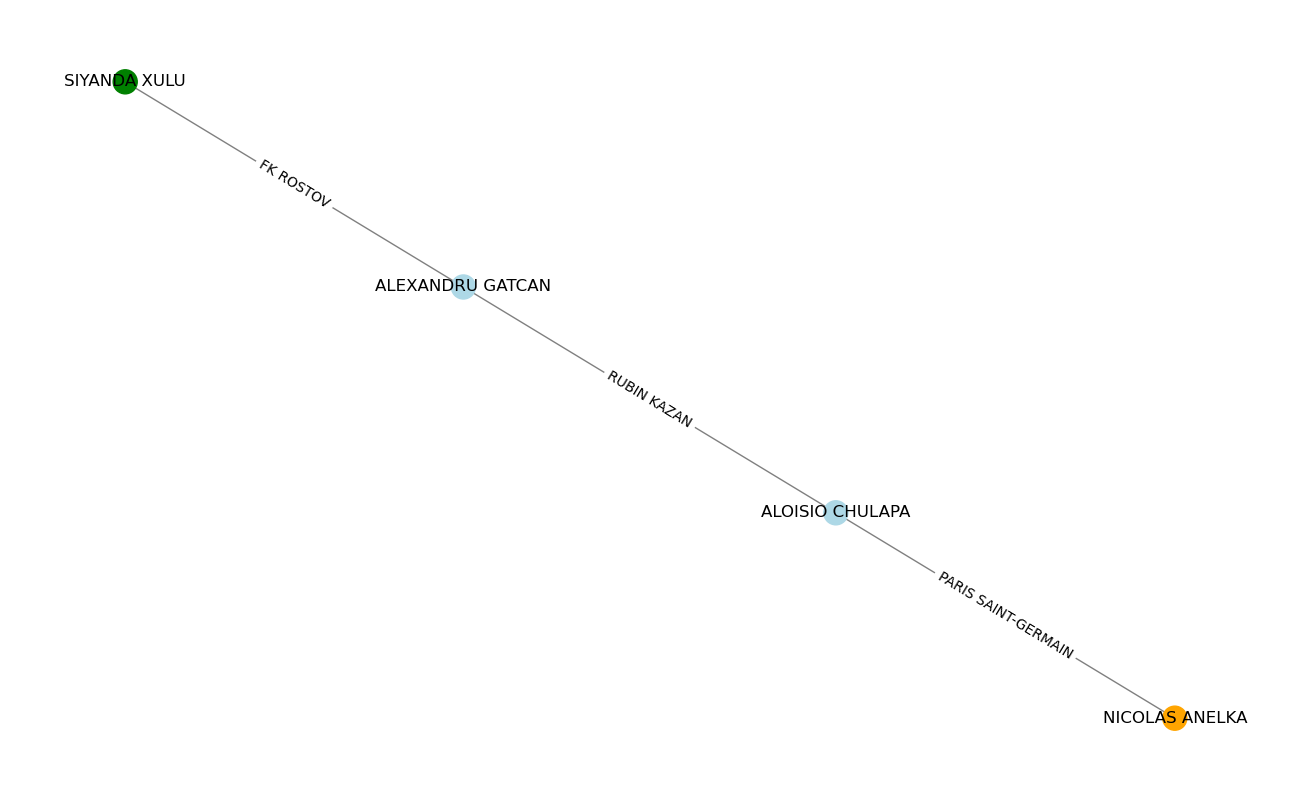 SIYANDA XULU
FK ROSTOV
ALEXANDRU GATCAN
RUBIN KAZAN
ALOISIO CHULAPA
PARIS SAINT-GERMAIN
NICOLAS ANELKA